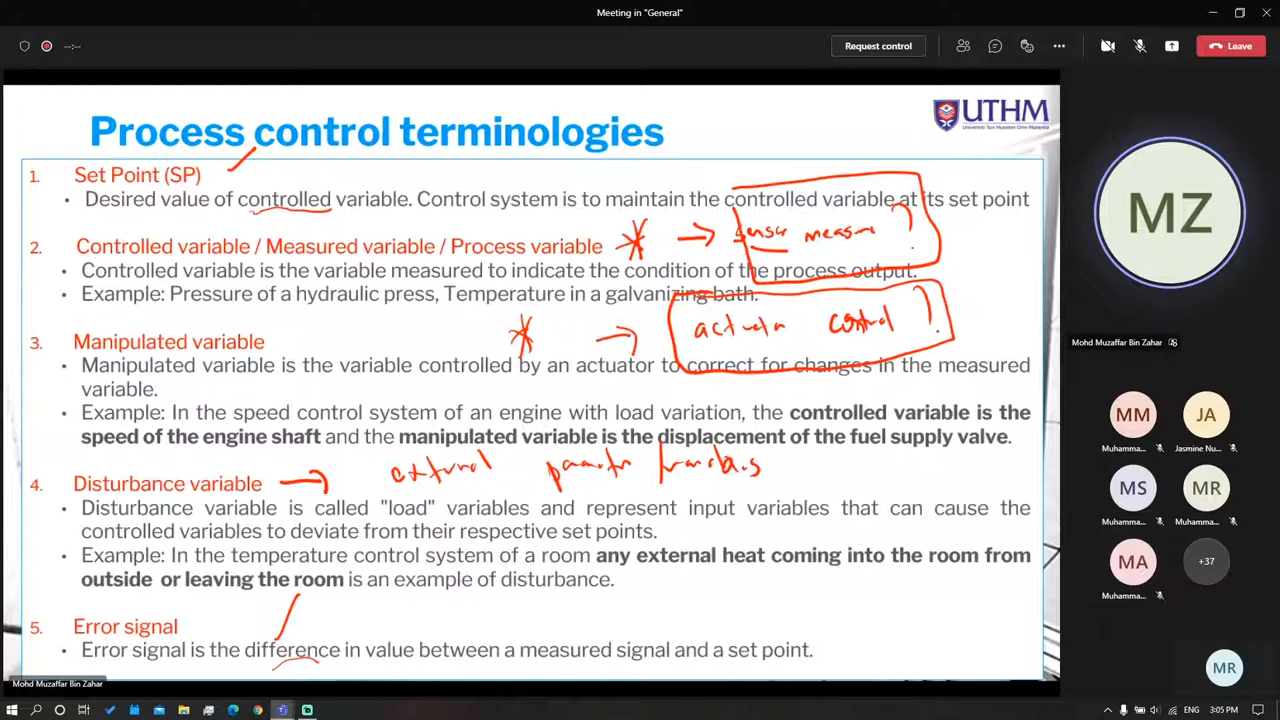 Meeting in "General"
--:--
Request control
Leave
Process control terminologies
UTHM
Universiti Tun Hussein Onn Malaysia
1. Set Point (SP)
• Desired value of controlled variable. Control system is to maintain the controlled variable at its set point
2. Controlled variable / Measured variable / Process variable
sensor measure ?
• Controlled variable is the variable measured to indicate the condition of the process output.
• Example: Pressure of a hydraulic press, Temperature in a galvanizing bath.
actuator control ?
3. Manipulated variable
• Manipulated variable is the variable controlled by an actuator to correct for changes in the measured
variable.
• Example: In the speed control system of an engine with load variation, the controlled variable is the
speed of the engine shaft and the manipulated variable is the displacement of the fuel supply valve.
external
4. Disturbance variable
• Disturbance variable is called "load" variables and represent input variables that can cause the
controlled variables to deviate from their respective set points.
• Example: In the temperature control system of a room any external heat coming into the room from
outside or leaving the room is an example of disturbance.
5. Error signal
• Error signal is the difference in value between a measured signal and a set point.
Mohd Muzaffar Bin Zahar
MZ
Mohd Muzaffar Bin Zahar
MM
JA
Muhamma...
Jasmine Nu...
MS
MR
Muhamma...
Muhamma...
MA
+37
Muhamma...
MR
ENG
3:05 PM